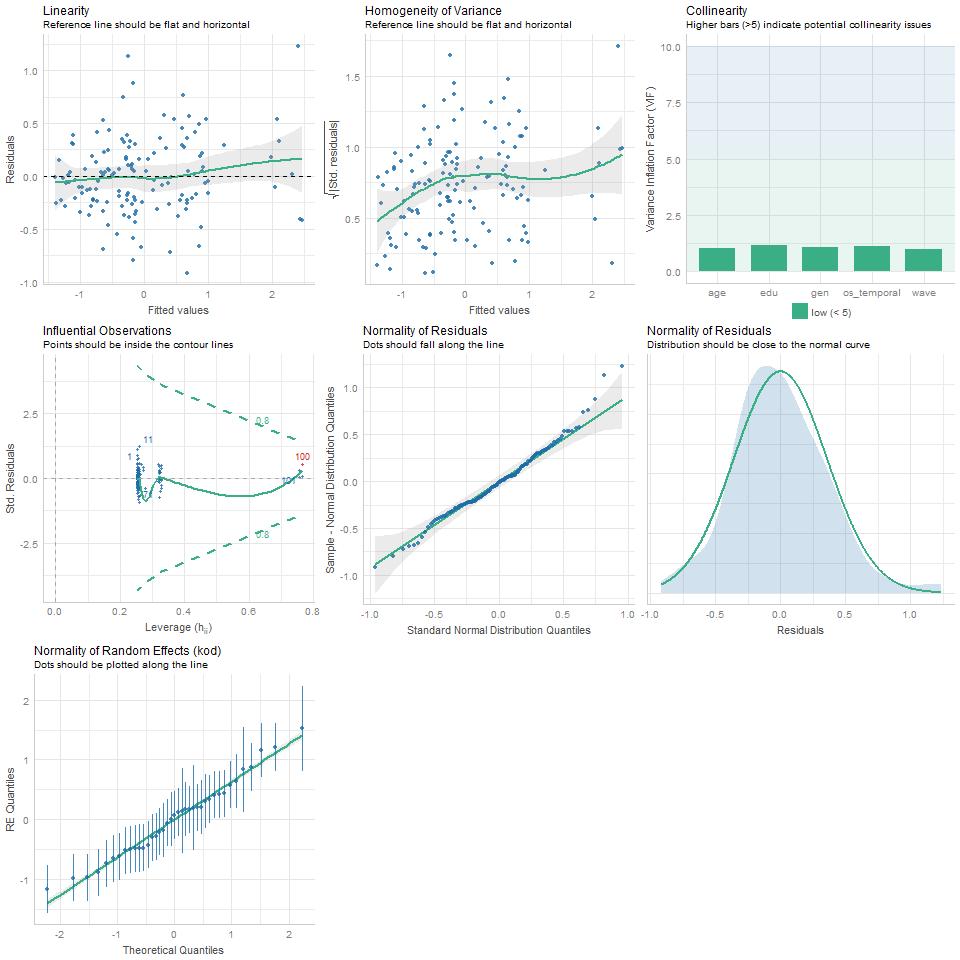 Linearity
Reference line should be flat and horizontal
Residuals
1.0
0.5
0.0
-0.5
-1.0
-1
0
1
2
Fitted values
Homogeneity of Variance
Reference line should be flat and horizontal
√|Std. residuals|
1.5
1.0
0.5
-1
0
1
2
Fitted values
Collinearity
Higher bars (>5) indicate potential collinearity issues
Variance Inflation Factor (VIF)
10.0
7.5
5.0
2.5
0.0
age
edu
gen
os_temporal
wave
low (< 5)
Influential Observations
Points should be inside the contour lines
Std. Residuals
2.5
0.0
-2.5
0.8
0.8
1
11
100
0.0
0.2
0.4
0.6
0.8
Leverage (hii)
Normality of Residuals
Dots should fall along the line
Sample - Normal Distribution Quantiles
1.0
0.5
0.0
-0.5
-1.0
-1.0
-0.5
0.0
0.5
1.0
Standard Normal Distribution Quantiles
Normality of Residuals
Distribution should be close to the normal curve
-0.5
0.0
0.5
1.0
Residuals
Normality of Random Effects (kod)
Dots should be plotted along the line
RE Quantiles
2
1
0
-1
-2
-1
0
1
2
Theoretical Quantiles